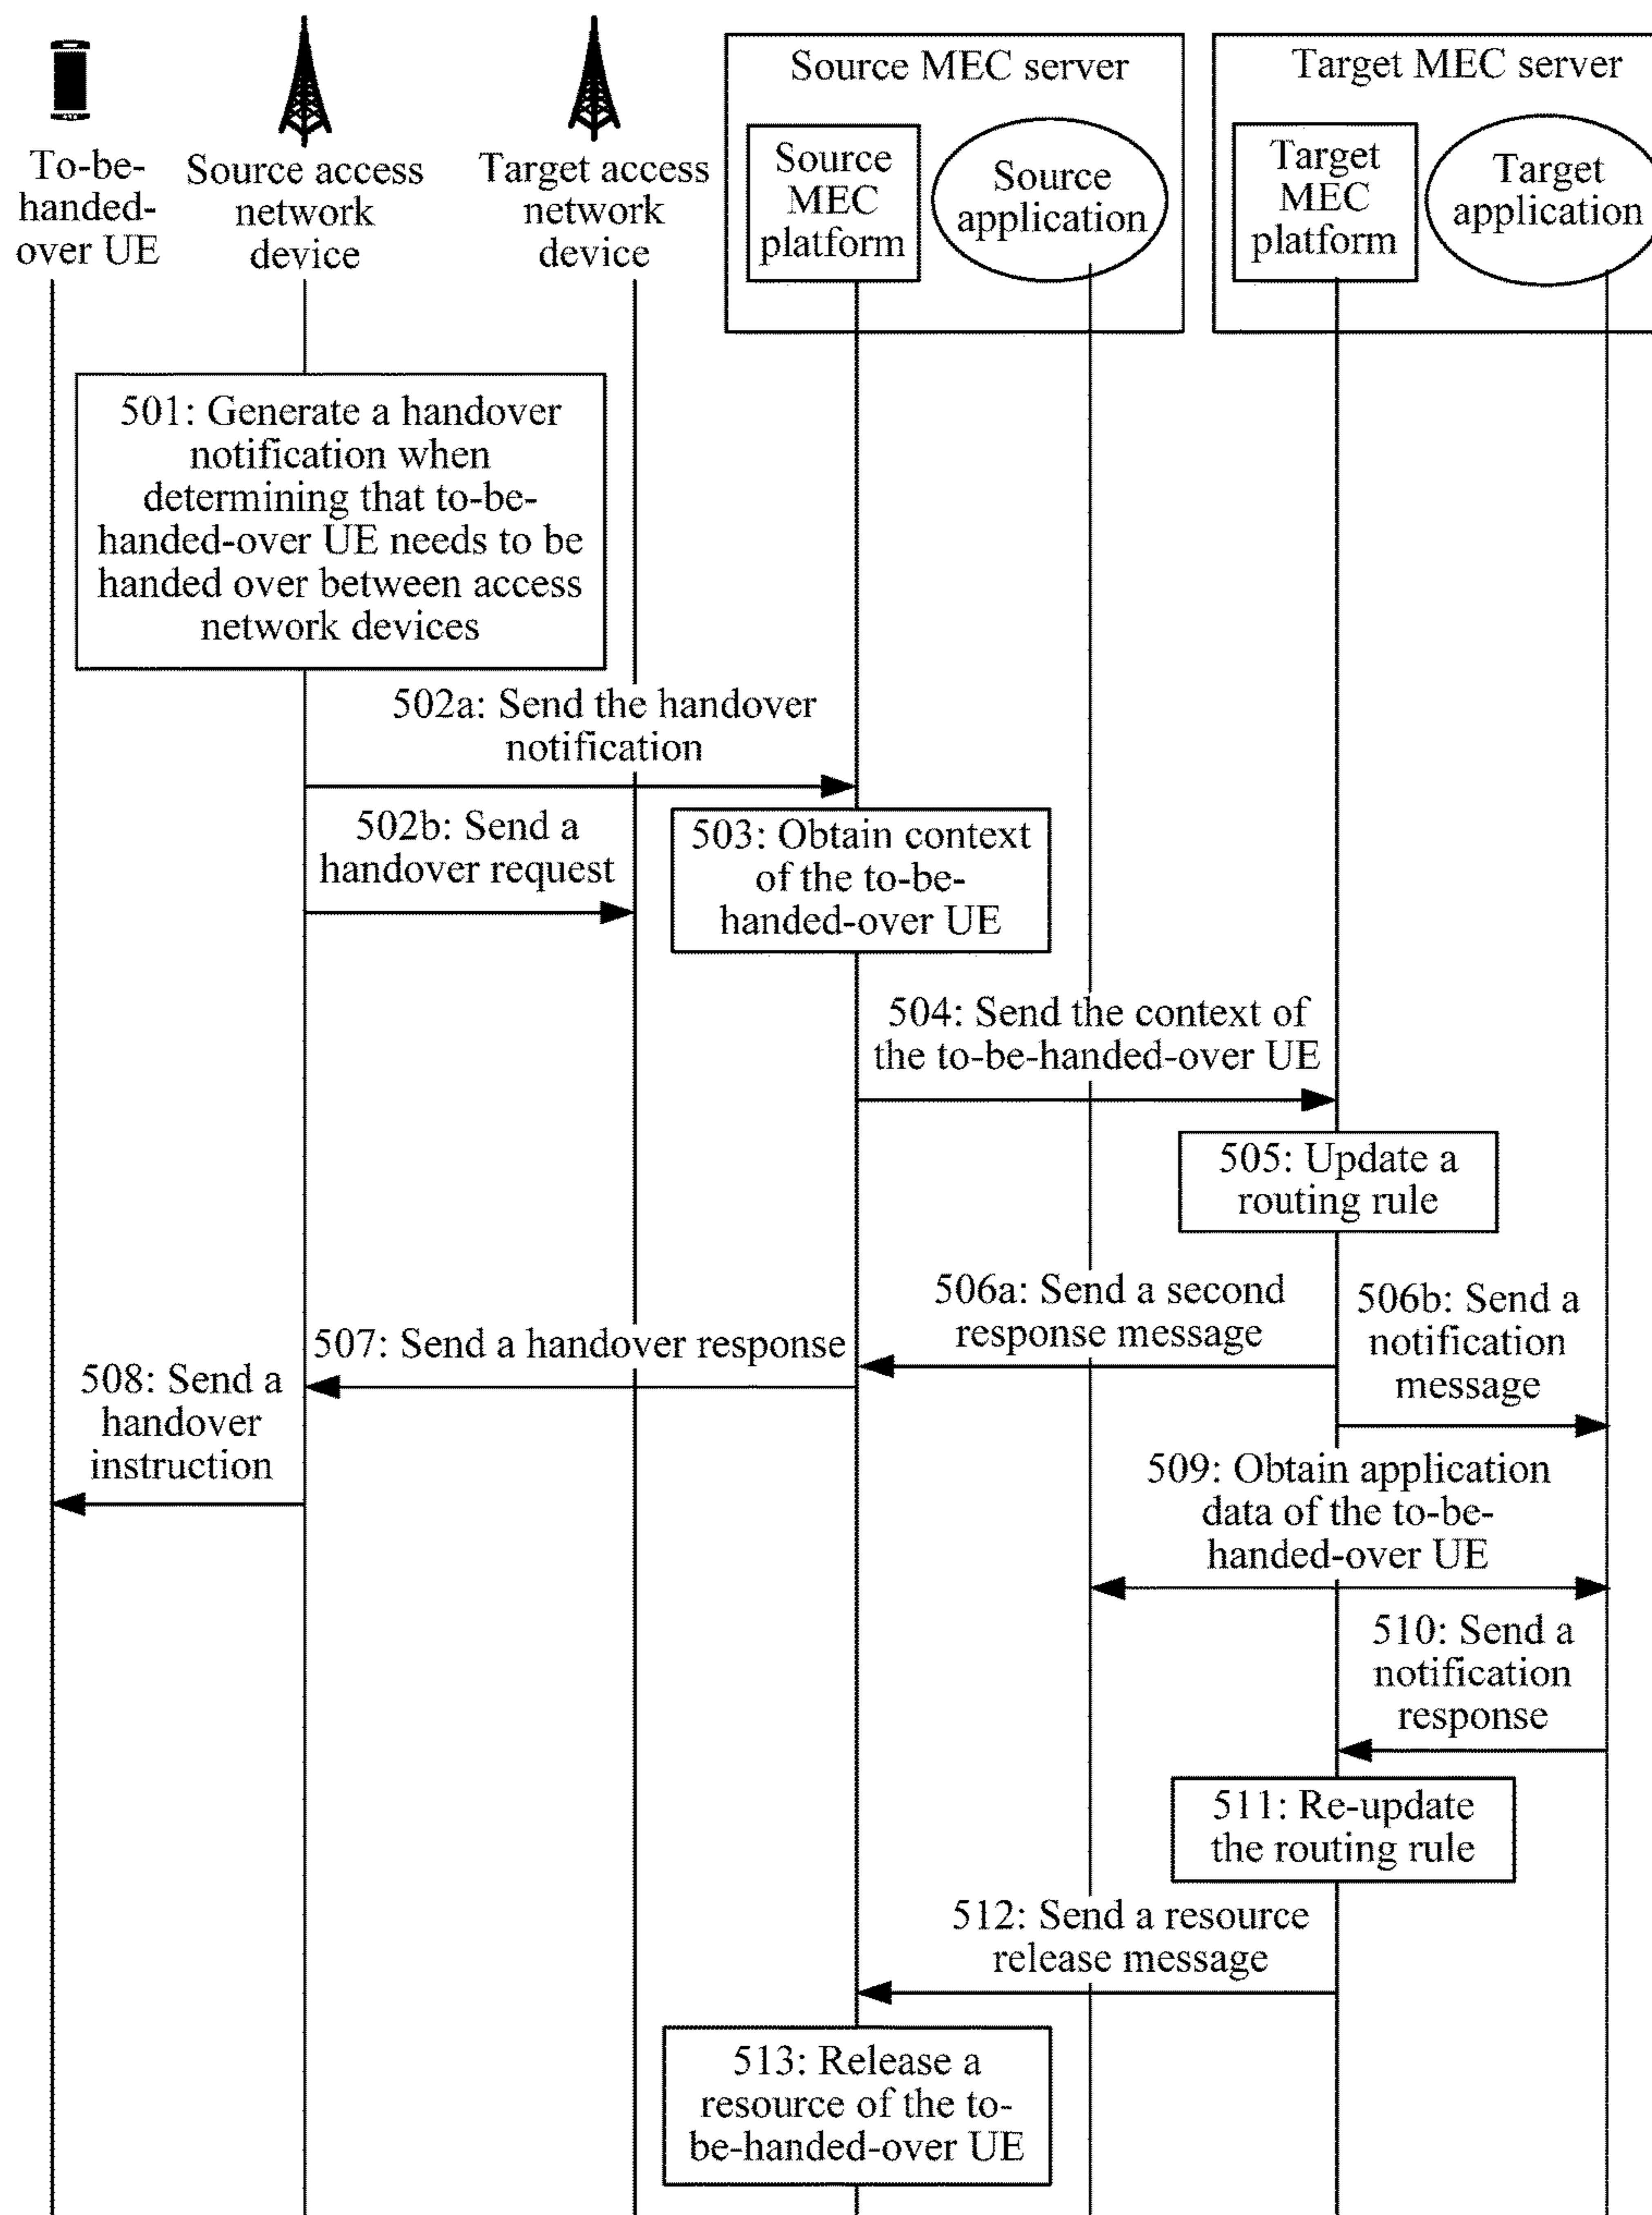 Source MEC server
Target MEC server
To-be-
handed-
over UE
Source access
network
device
Target access
network
device
Source
MEC
platform
Source
application
Target
MEC
platform
Target
application
501: Generate a handover
notification when
determining that to-be-
handed-over UE needs to be
handed over between access
network devices
502a: Send the handover
notification
502b: Send a
handover request
503: Obtain context
of the to-be-
handed-over UE
504: Send the context of
the to-be-handed-over UE
505: Update a
routing rule
506a: Send a second
response message
506b: Send a
notification
message
507: Send a handover response
508: Send a
handover
instruction
509: Obtain application
data of the to-be-
handed-over UE
510: Send a
notification
response
511: Re-update
the routing rule
512: Send a resource
release message
513: Release a
resource of the to-
be-handed-over UE